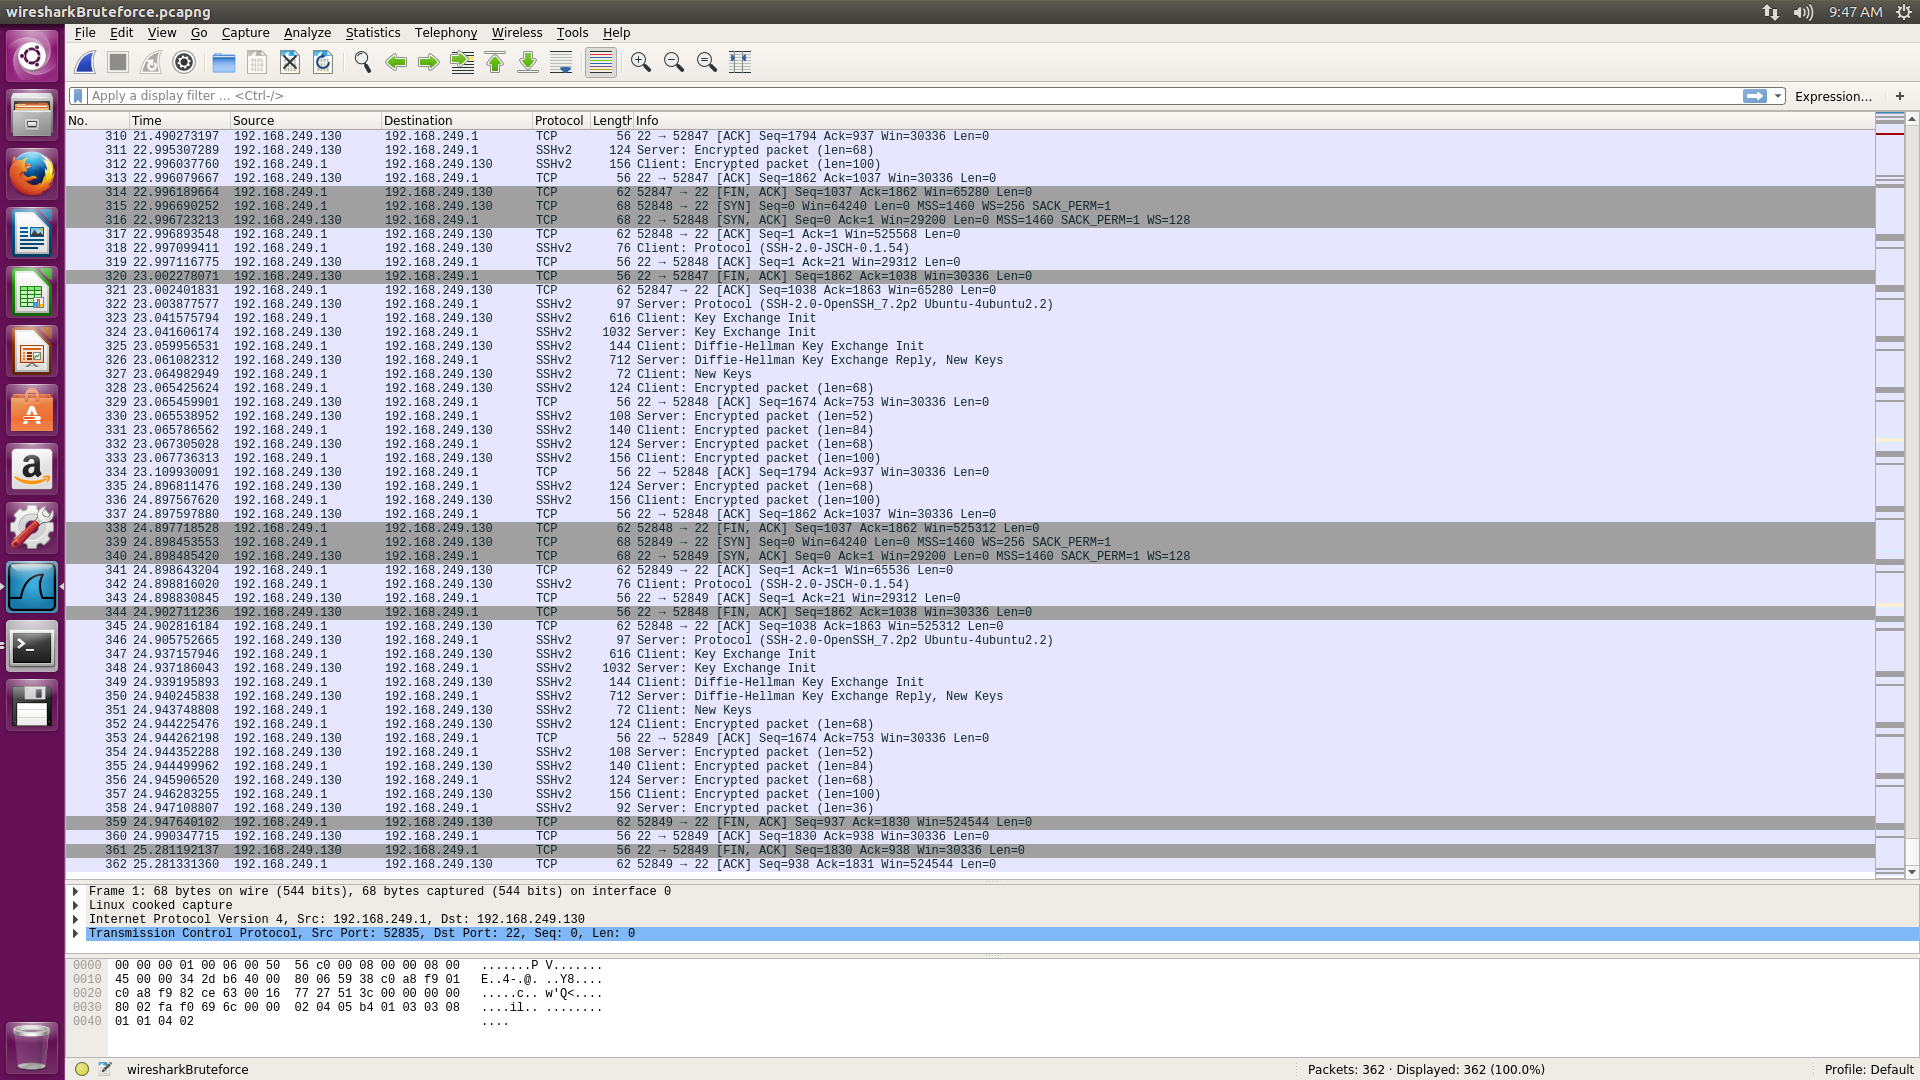 wiresharkBruteforce.pcapng 9:47 AM
File Edit View Go Capture Analyze Statistics Telephony Wireless Tools Help
Apply a display filter ... <Ctrl-/> Expression... +
No. Time Source Destination Protocol Length Info
310 21.490273197 192.168.249.130 192.168.249.1 TCP 56 22 → 52847 [ACK] Seq=1794 Ack=937 Win=30336 Len=0
311 22.995307289 192.168.249.130 192.168.249.1 SSHv2 124 Server: Encrypted packet (len=68)
312 22.996037760 192.168.249.1 192.168.249.130 SSHv2 156 Client: Encrypted packet (len=100)
313 22.996079667 192.168.249.130 192.168.249.1 TCP 56 22 → 52847 [ACK] Seq=1862 Ack=1037 Win=30336 Len=0
314 22.996189664 192.168.249.1 192.168.249.130 TCP 62 52847 → 22 [FIN, ACK] Seq=1037 Ack=1862 Win=65280 Len=0
315 22.996690252 192.168.249.1 192.168.249.130 TCP 68 52848 → 22 [SYN] Seq=0 Win=64240 Len=0 MSS=1460 WS=256 SACK_PERM=1
316 22.996723213 192.168.249.130 192.168.249.1 TCP 68 22 → 52848 [SYN, ACK] Seq=0 Ack=1 Win=29200 Len=0 MSS=1460 SACK_PERM=1 WS=128
317 22.996893548 192.168.249.1 192.168.249.130 TCP 62 52848 → 22 [ACK] Seq=1 Ack=1 Win=525568 Len=0
318 22.997099411 192.168.249.1 192.168.249.130 SSHv2 76 Client: Protocol (SSH-2.0-JSCH-0.1.54)
319 22.997116775 192.168.249.130 192.168.249.1 TCP 56 22 → 52848 [ACK] Seq=1 Ack=21 Win=29312 Len=0
320 23.002278071 192.168.249.130 192.168.249.1 TCP 56 22 → 52847 [FIN, ACK] Seq=1862 Ack=1038 Win=30336 Len=0
321 23.002401831 192.168.249.1 192.168.249.130 TCP 62 52847 → 22 [ACK] Seq=1038 Ack=1863 Win=65280 Len=0
322 23.003877577 192.168.249.130 192.168.249.1 SSHv2 97 Server: Protocol (SSH-2.0-OpenSSH_7.2p2 Ubuntu-4ubuntu2.2)
323 23.041575794 192.168.249.1 192.168.249.130 SSHv2 616 Client: Key Exchange Init
324 23.041606174 192.168.249.130 192.168.249.1 SSHv2 1032 Server: Key Exchange Init
325 23.059956531 192.168.249.1 192.168.249.130 SSHv2 144 Client: Diffie-Hellman Key Exchange Init
326 23.061082312 192.168.249.130 192.168.249.1 SSHv2 712 Server: Diffie-Hellman Key Exchange Reply, New Keys
327 23.064982949 192.168.249.1 192.168.249.130 SSHv2 72 Client: New Keys
328 23.065425624 192.168.249.1 192.168.249.130 SSHv2 124 Client: Encrypted packet (len=68)
329 23.065459901 192.168.249.130 192.168.249.1 TCP 56 22 → 52848 [ACK] Seq=1674 Ack=753 Win=30336 Len=0
330 23.065538952 192.168.249.130 192.168.249.1 SSHv2 108 Server: Encrypted packet (len=52)
331 23.065786562 192.168.249.1 192.168.249.130 SSHv2 140 Client: Encrypted packet (len=84)
332 23.067305028 192.168.249.130 192.168.249.1 SSHv2 124 Server: Encrypted packet (len=68)
333 23.067736313 192.168.249.1 192.168.249.130 SSHv2 156 Client: Encrypted packet (len=100)
334 23.109930091 192.168.249.130 192.168.249.1 TCP 56 22 → 52848 [ACK] Seq=1794 Ack=937 Win=30336 Len=0
335 24.896811476 192.168.249.130 192.168.249.1 SSHv2 124 Server: Encrypted packet (len=68)
336 24.897567620 192.168.249.1 192.168.249.130 SSHv2 156 Client: Encrypted packet (len=100)
337 24.897597880 192.168.249.130 192.168.249.1 TCP 56 22 → 52848 [ACK] Seq=1862 Ack=1037 Win=30336 Len=0
338 24.897718528 192.168.249.1 192.168.249.130 TCP 62 52848 → 22 [FIN, ACK] Seq=1037 Ack=1862 Win=525312 Len=0
339 24.898453553 192.168.249.1 192.168.249.130 TCP 68 52849 → 22 [SYN] Seq=0 Win=64240 Len=0 MSS=1460 WS=256 SACK_PERM=1
340 24.898485420 192.168.249.130 192.168.249.1 TCP 68 22 → 52849 [SYN, ACK] Seq=0 Ack=1 Win=29200 Len=0 MSS=1460 SACK_PERM=1 WS=128
341 24.898643204 192.168.249.1 192.168.249.130 TCP 62 52849 → 22 [ACK] Seq=1 Ack=1 Win=65536 Len=0
342 24.898816020 192.168.249.1 192.168.249.130 SSHv2 76 Client: Protocol (SSH-2.0-JSCH-0.1.54)
343 24.898830845 192.168.249.130 192.168.249.1 TCP 56 22 → 52849 [ACK] Seq=1 Ack=21 Win=29312 Len=0
344 24.902711236 192.168.249.130 192.168.249.1 TCP 56 22 → 52848 [FIN, ACK] Seq=1862 Ack=1038 Win=30336 Len=0
345 24.902816184 192.168.249.1 192.168.249.130 TCP 62 52848 → 22 [ACK] Seq=1038 Ack=1863 Win=525312 Len=0
346 24.905752665 192.168.249.130 192.168.249.1 SSHv2 97 Server: Protocol (SSH-2.0-OpenSSH_7.2p2 Ubuntu-4ubuntu2.2)
347 24.937157946 192.168.249.1 192.168.249.130 SSHv2 616 Client: Key Exchange Init
348 24.937186043 192.168.249.130 192.168.249.1 SSHv2 1032 Server: Key Exchange Init
349 24.939195893 192.168.249.1 192.168.249.130 SSHv2 144 Client: Diffie-Hellman Key Exchange Init
350 24.940245838 192.168.249.130 192.168.249.1 SSHv2 712 Server: Diffie-Hellman Key Exchange Reply, New Keys
351 24.943748808 192.168.249.1 192.168.249.130 SSHv2 72 Client: New Keys
352 24.944225476 192.168.249.1 192.168.249.130 SSHv2 124 Client: Encrypted packet (len=68)
353 24.944262198 192.168.249.130 192.168.249.1 TCP 56 22 → 52849 [ACK] Seq=1674 Ack=753 Win=30336 Len=0
354 24.944352288 192.168.249.130 192.168.249.1 SSHv2 108 Server: Encrypted packet (len=52)
355 24.944499962 192.168.249.1 192.168.249.130 SSHv2 140 Client: Encrypted packet (len=84)
356 24.945906520 192.168.249.130 192.168.249.1 SSHv2 124 Server: Encrypted packet (len=68)
357 24.946283255 192.168.249.1 192.168.249.130 SSHv2 156 Client: Encrypted packet (len=100)
358 24.947108807 192.168.249.130 192.168.249.1 SSHv2 92 Server: Encrypted packet (len=36)
359 24.947640102 192.168.249.1 192.168.249.130 TCP 62 52849 → 22 [FIN, ACK] Seq=937 Ack=1830 Win=524544 Len=0
360 24.990347715 192.168.249.130 192.168.249.1 TCP 56 22 → 52849 [ACK] Seq=1830 Ack=938 Win=30336 Len=0
361 25.281192137 192.168.249.130 192.168.249.1 TCP 56 22 → 52849 [FIN, ACK] Seq=1830 Ack=938 Win=30336 Len=0
362 25.281331360 192.168.249.1 192.168.249.130 TCP 62 52849 → 22 [ACK] Seq=938 Ack=1831 Win=524544 Len=0
Frame 1: 68 bytes on wire (544 bits), 68 bytes captured (544 bits) on interface 0
Linux cooked capture
Internet Protocol Version 4, Src: 192.168.249.1, Dst: 192.168.249.130
Transmission Control Protocol, Src Port: 52835, Dst Port: 22, Seq: 0, Len: 0
0000 00 00 00 01 00 06 00 50 56 c0 00 08 00 00 08 00 .......P V.......
0010 45 00 00 34 2d b6 40 00 80 06 59 38 c0 a8 f9 01 E..4-.@. ..Y8....
0020 c0 a8 f9 82 ce 63 00 16 77 27 51 3c 00 00 00 00 .....c.. w'Q<....
0030 80 02 fa f0 69 6c 00 00 02 04 05 b4 01 03 03 08 ....il.. ........
0040 01 01 04 02 ....
wiresharkBruteforce Packets: 362 · Displayed: 362 (100.0%) Profile: Default